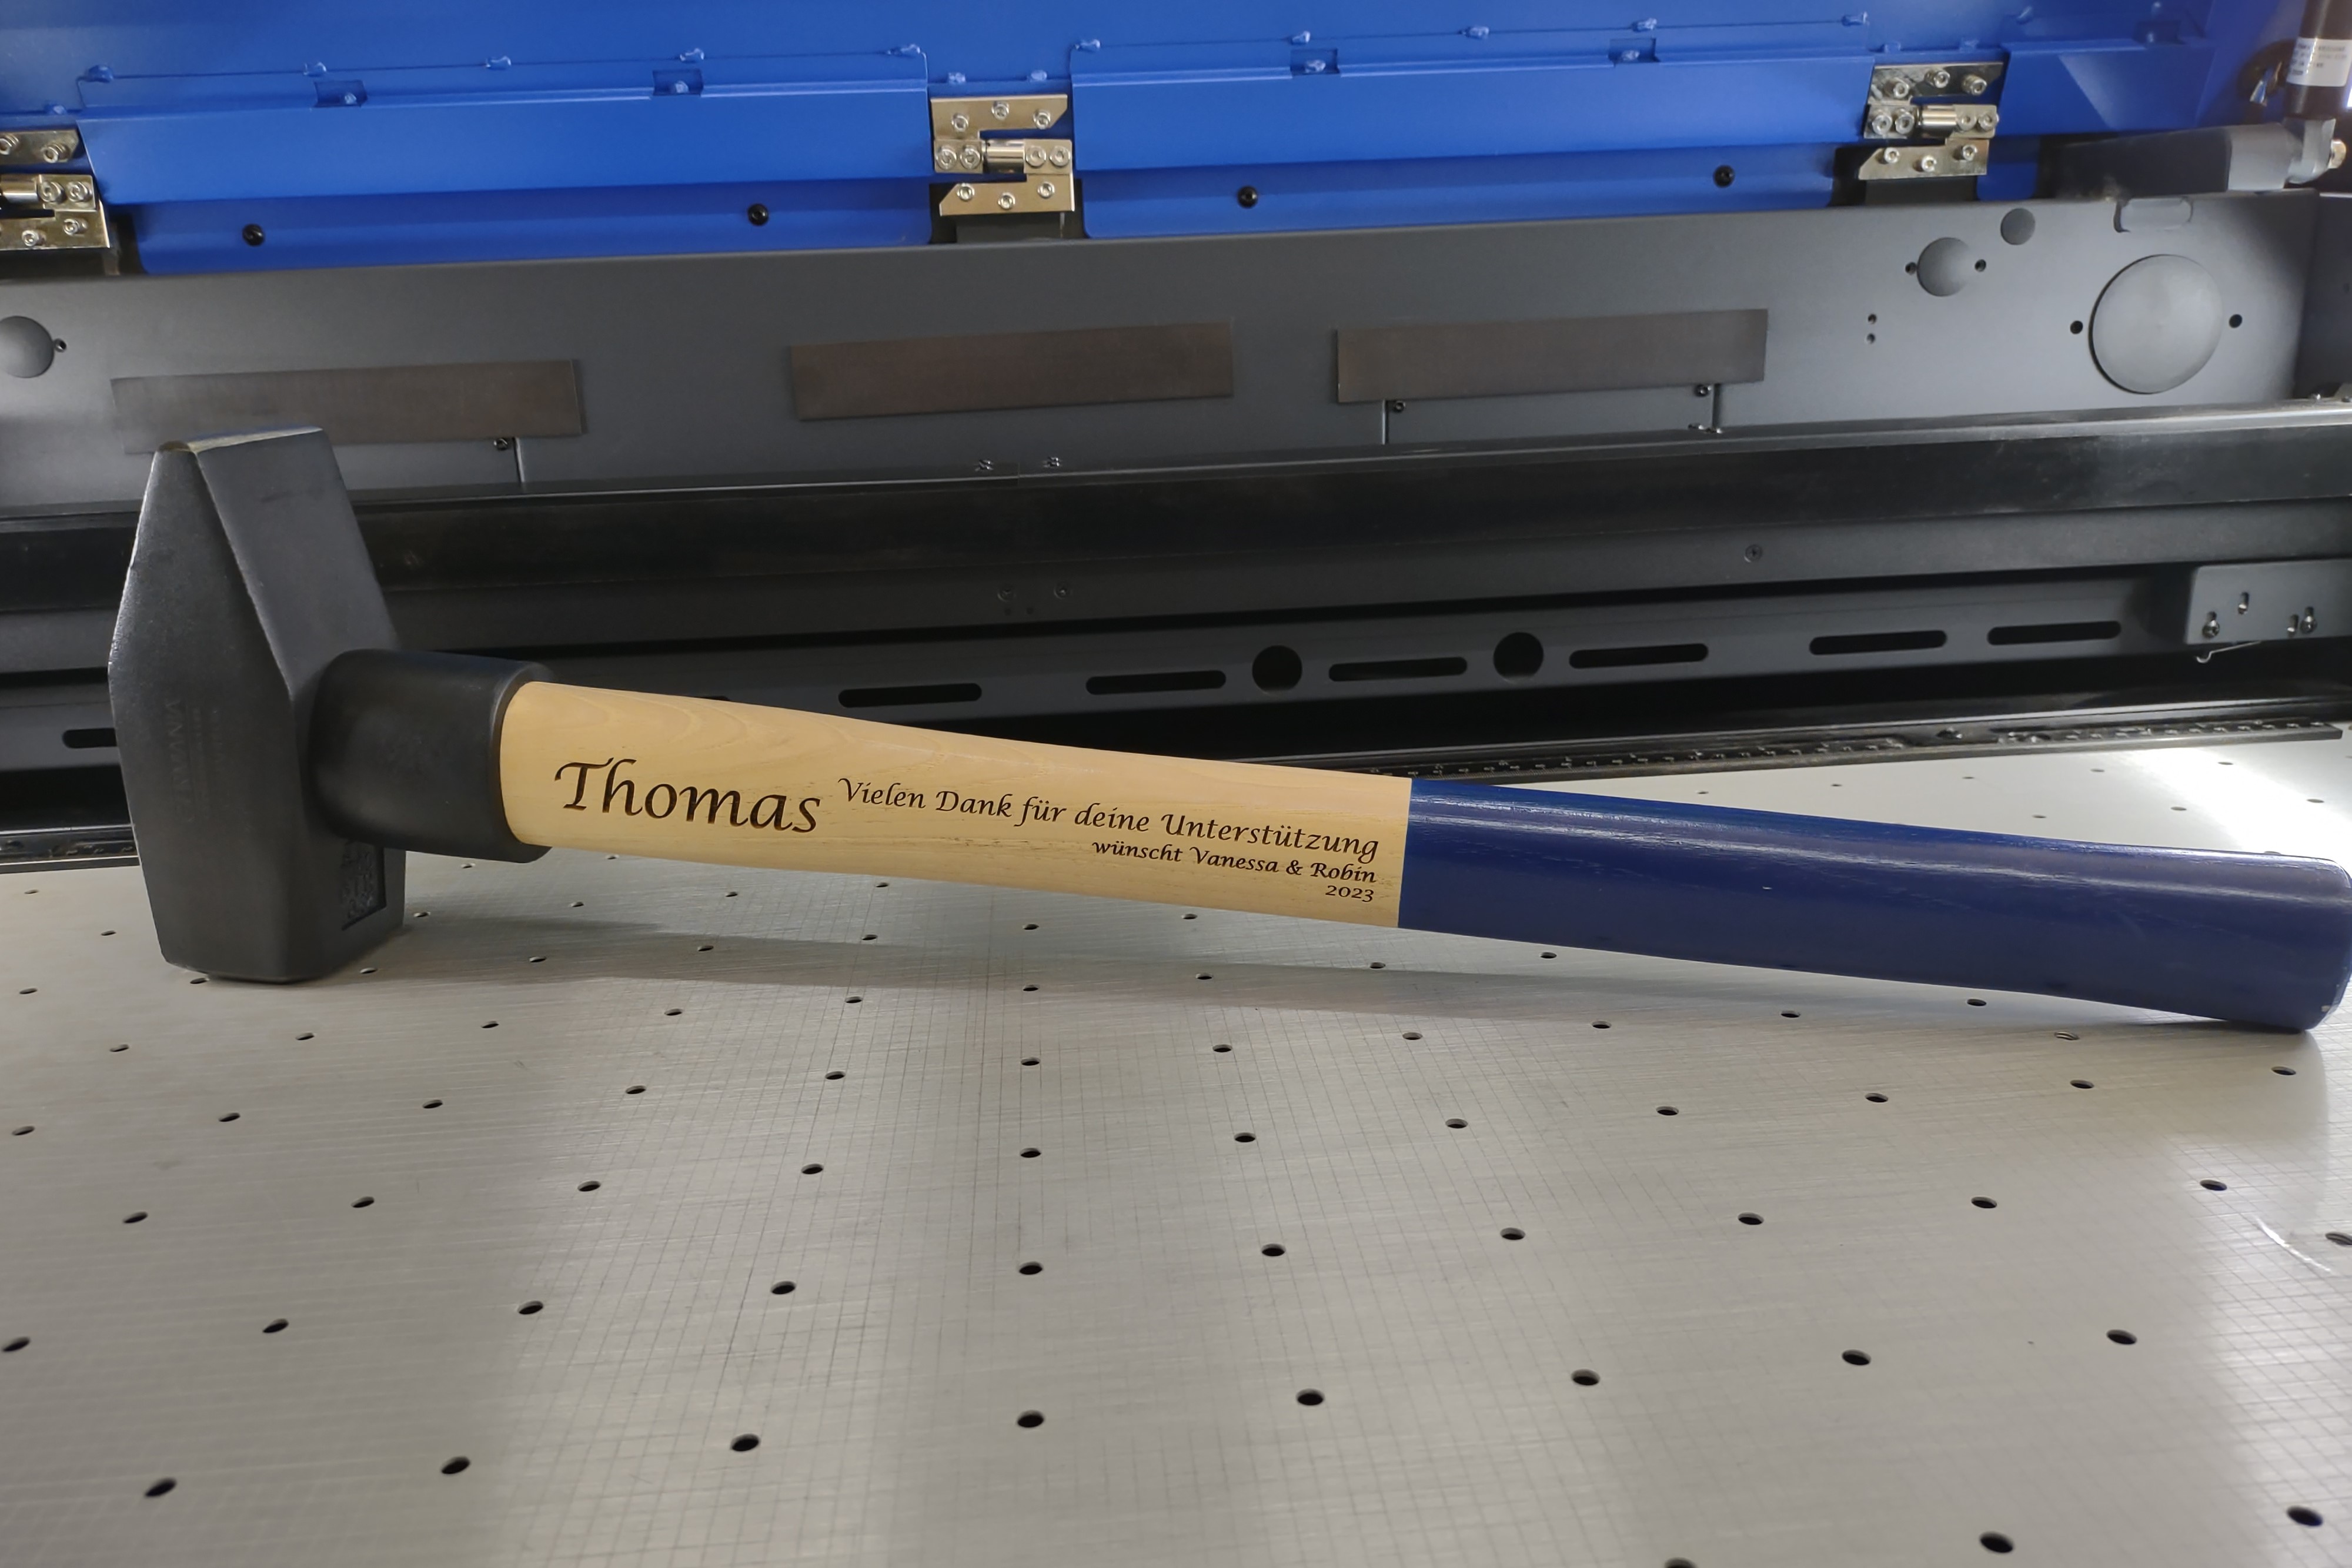 Thomas
Vielen Dank für deine Unterstützung
wünscht Vanessa & Robin
2023